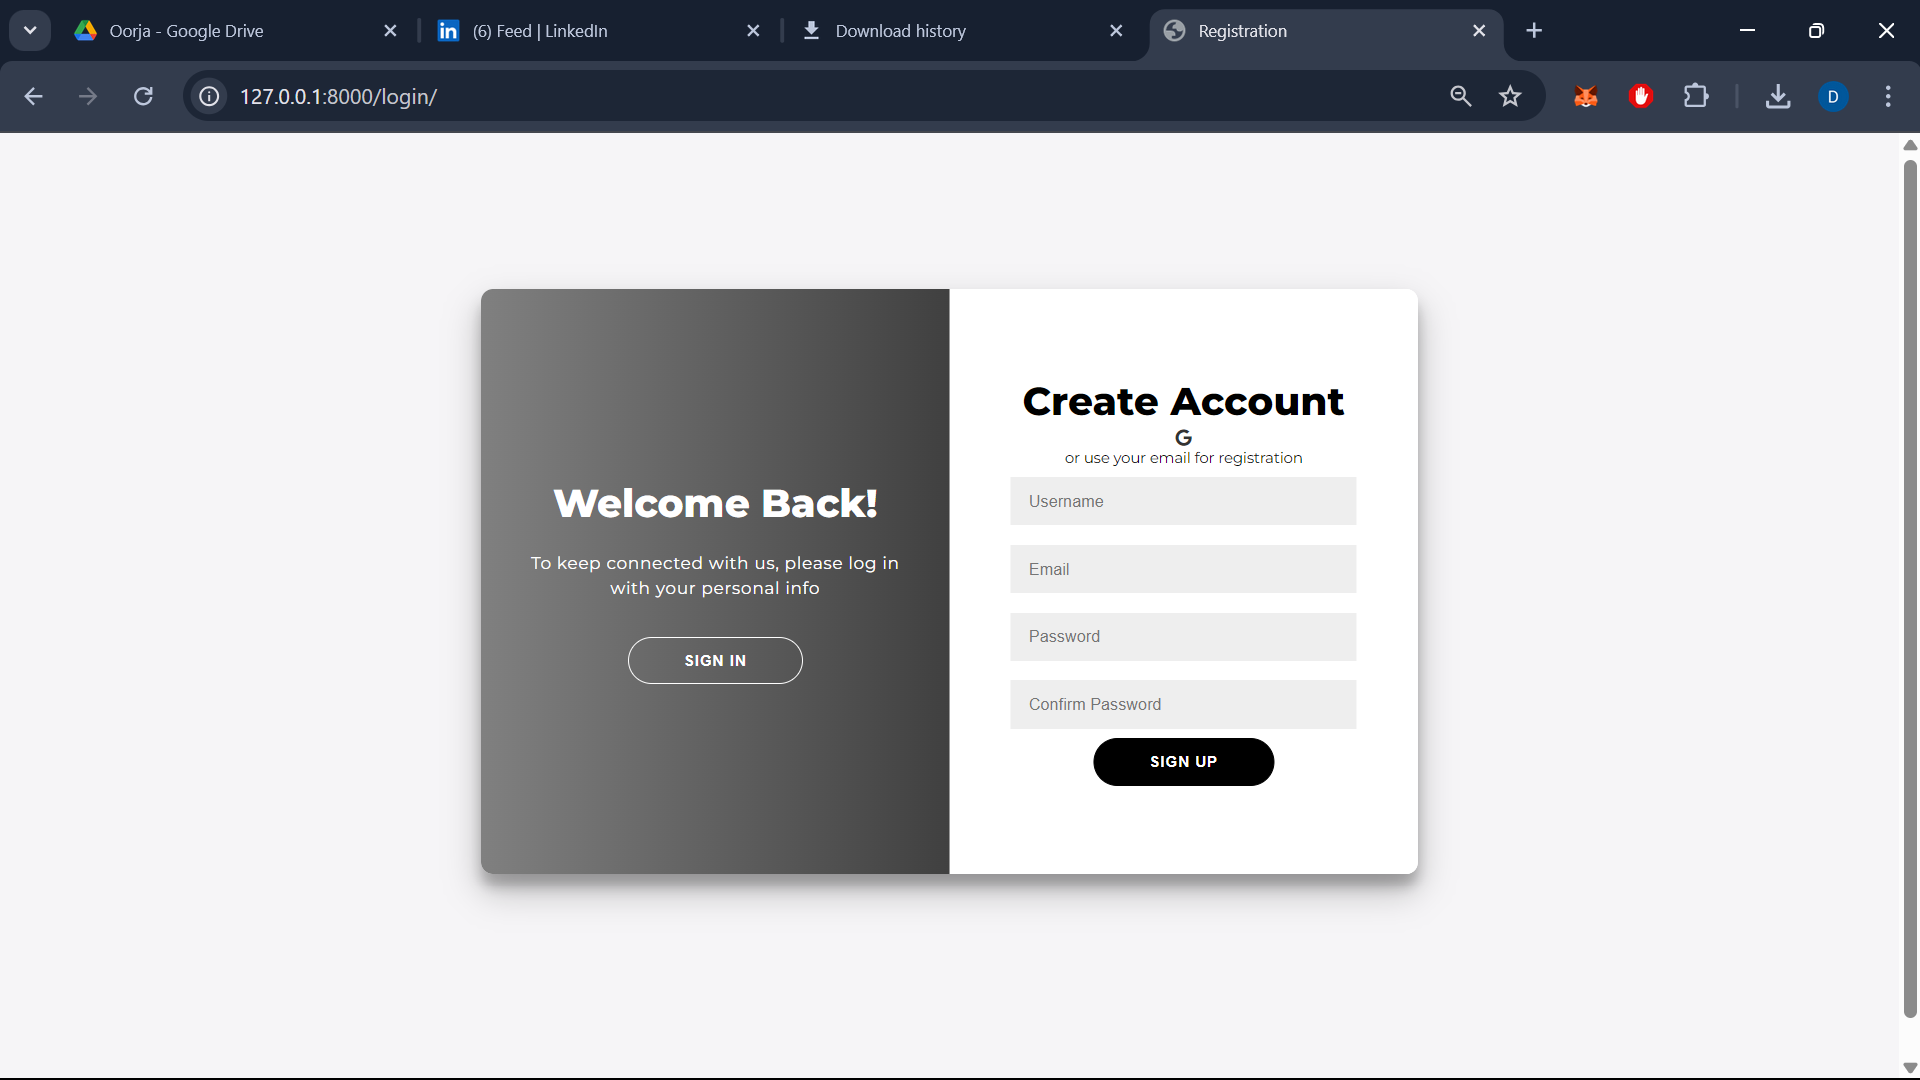 Oorja - Google Drive
(6) Feed | LinkedIn
Download history
Registration
127.0.0.1:8000/login/
D
Welcome Back!
To keep connected with us, please log in
with your personal info
SIGN IN
Create Account
G
or use your email for registration
Username
Email
Password
Confirm Password
SIGN UP